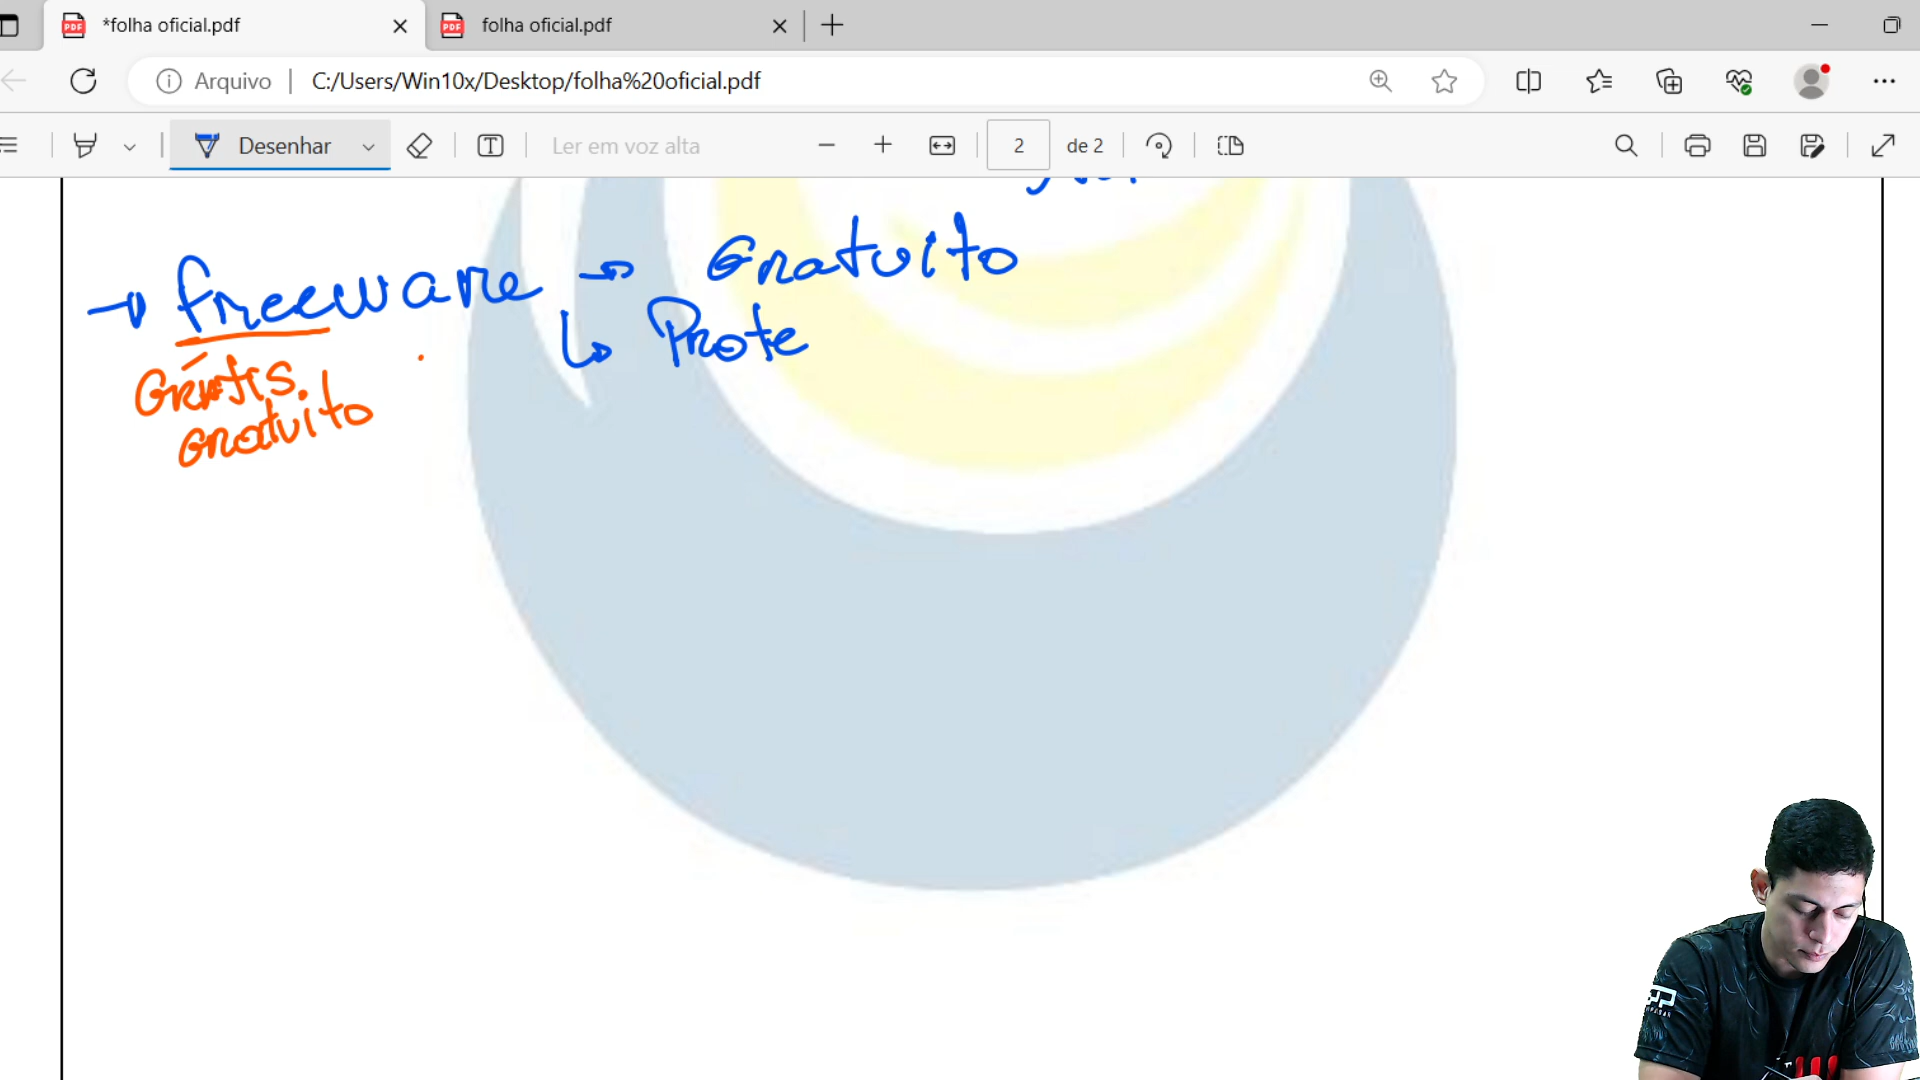 *folha oficial.pdf
folha oficial.pdf
Arquivo C:/Users/Win10x/Desktop/folha%20oficial.pdf
Desenhar
Ler em voz alta
2 de 2
→ freeware → Gratuito
↳ Prote
Grátis.
Gratuito